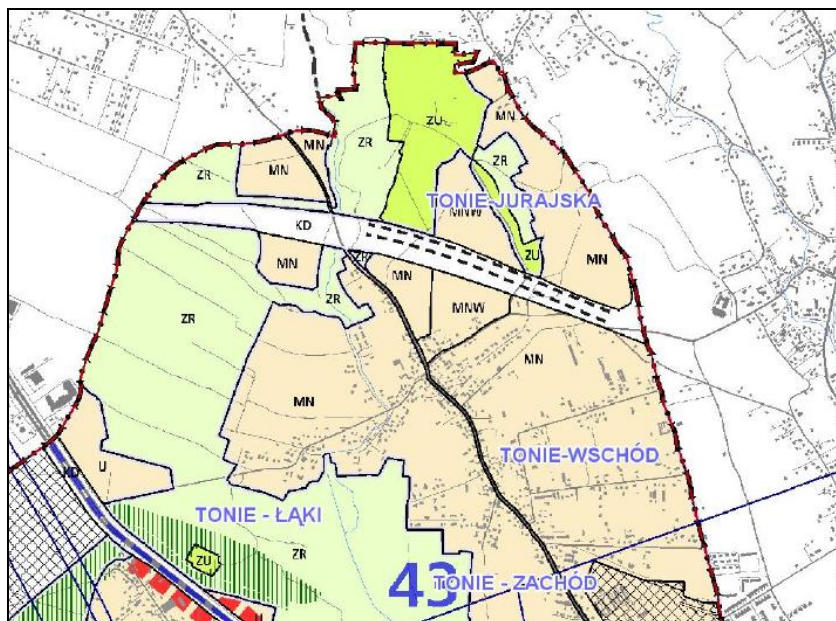 MN
ZU
MN
ZR
ZR
ZR
MN
TONIE-JURAJSKA
MNW
KD
ZU
MN
MN
ZR
MN
ZR
MNW
ZR
MN
MN
TONIE-WSCHÓD
U
KD
TONIE - ŁĄKI
ZR
ZU
43
TONIE - ZACHÓD
U